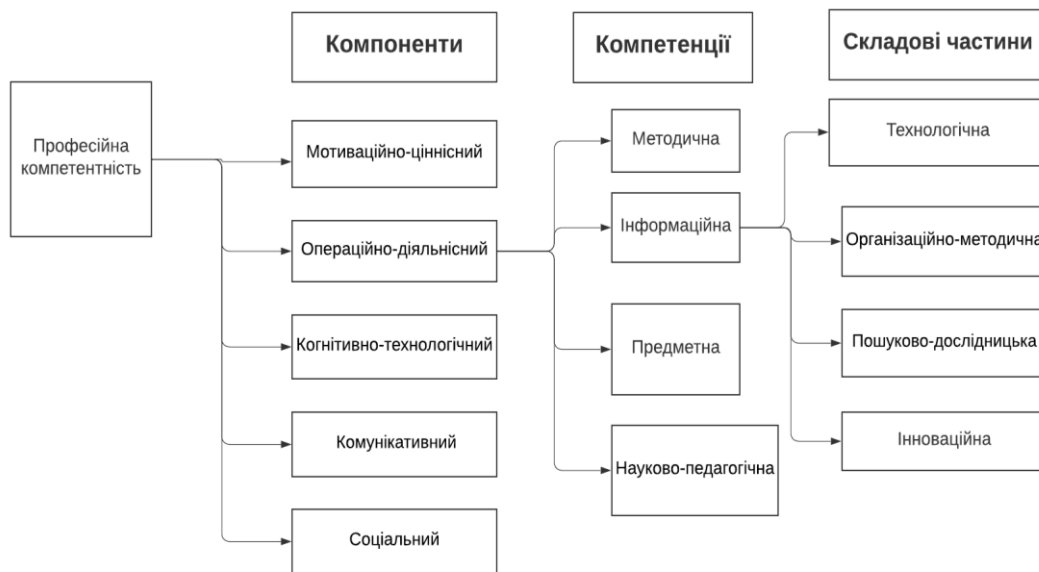 Компоненти
Компетенції
Складові частини
Професійна
компетентність
Мотиваційно-ціннісний
Операційно-діяльнісний
Когнітивно-технологічний
Комунікативний
Соціальний
Методична
Інформаційна
Предметна
Науково-педагогічна
Технологічна
Організаційно-методична
Пошуково-дослідницька
Інноваційна